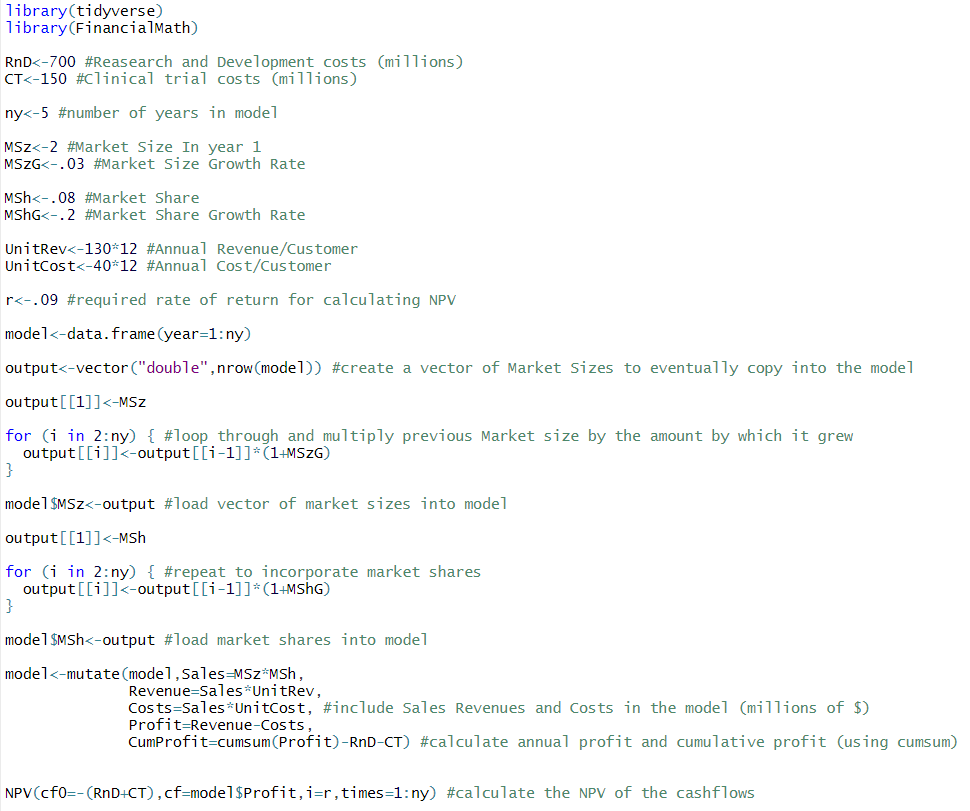 library(tidyverse)
library(FinancialMath)
RnD<-700 #Reasearch and Development costs (millions)
CT<-150 #Clinical trial costs (millions)
ny<-5 #number of years in model
MSz<-2 #Market Size In year 1
MSzG<-.03 #Market Size Growth Rate
MSh<-.08 #Market Share
MShG<-.2 #Market Share Growth Rate
UnitRev<-130*12 #Annual Revenue/Customer
UnitCost<-40*12 #Annual Cost/Customer
r<-.09 #required rate of return for calculating NPV
model<-data.frame(year=1:ny)
output<-vector("double",nrow(model)) #create a vector of Market Sizes to eventually copy into the model
output[[1]]<-MSz
for (i in 2:ny) { #loop through and multiply previous Market size by the amount by which it grew
  output[[i]]<-output[[i-1]]*(1+MSzG)
}
model$MSz<-output #load vector of market sizes into model
output[[1]]<-MSh
for (i in 2:ny) { #repeat to incorporate market shares
  output[[i]]<-output[[i-1]]*(1+MShG)
}
model$MSh<-output #load market shares into model
model<-mutate(model,Sales=MSz*MSh,
              Revenue=Sales*UnitRev,
              Costs=Sales*UnitCost, #include Sales Revenues and Costs in the model (millions of $)
              Profit=Revenue-Costs,
              CumProfit=cumsum(Profit)-RnD-CT) #calculate annual profit and cumulative profit (using cumsum)
NPV(cf0=-(RnD+CT),cf=model$Profit,i=r,times=1:ny) #calculate the NPV of the cashflows